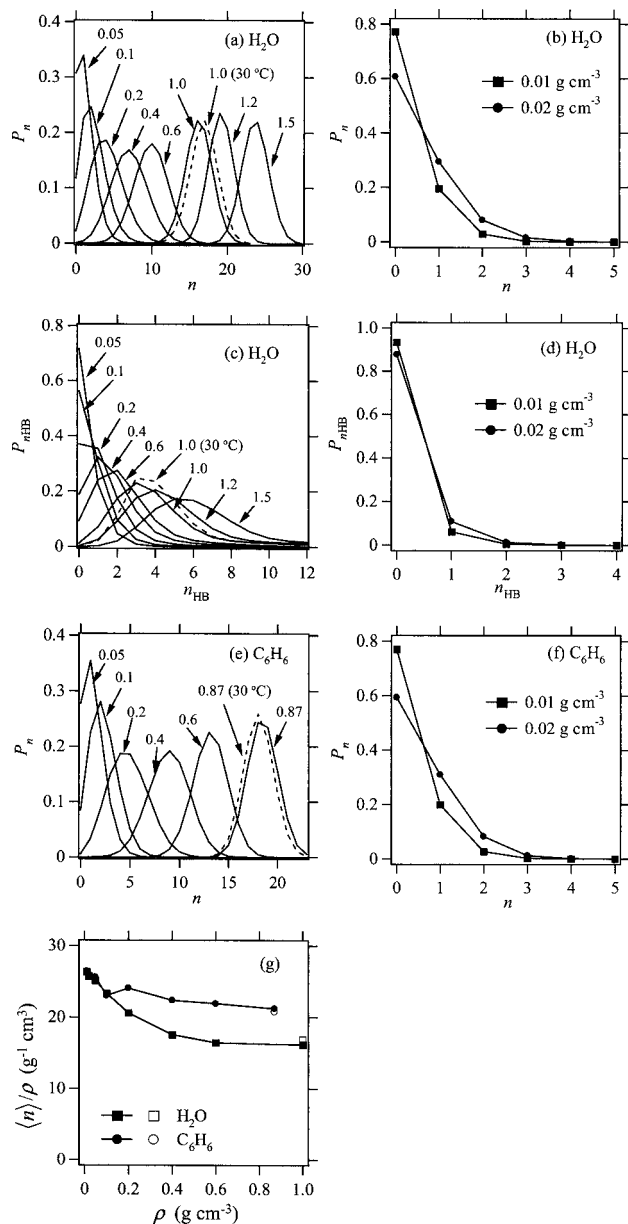 (a) H2O
0.05
0.1
0.2
0.4
0.6
1.0
1.0 (30 °C)
1.2
1.5
Pn
0.4
0.3
0.2
0.1
0
0 10 20 30
n
(b) H2O
0.01 g cm-3
0.02 g cm-3
Pn
0.8
0.6
0.4
0.2
0
0 1 2 3 4 5
n
(c) H2O
0.05
0.1
0.2
0.4
0.6
1.0 (30 °C)
1.0
1.2
1.5
PnHB
0.8
0.6
0.4
0.2
0
0 2 4 6 8 10 12
nHB
(d) H2O
0.01 g cm-3
0.02 g cm-3
PnHB
1.0
0.8
0.6
0.4
0.2
0
0 1 2 3 4
nHB
(e) C6H6
0.05
0.1
0.2
0.4
0.6
0.87 (30 °C)
0.87
Pn
0.4
0.3
0.2
0.1
0
0 5 10 15 20
n
(f) C6H6
0.01 g cm-3
0.02 g cm-3
Pn
0.8
0.6
0.4
0.2
0
0 1 2 3 4 5
n
(g)
⟨n⟩/ρ (g-1 cm3)
30
20
10
0
H2O
C6H6
0 0.2 0.4 0.6 0.8 1.0
ρ (g cm-3)